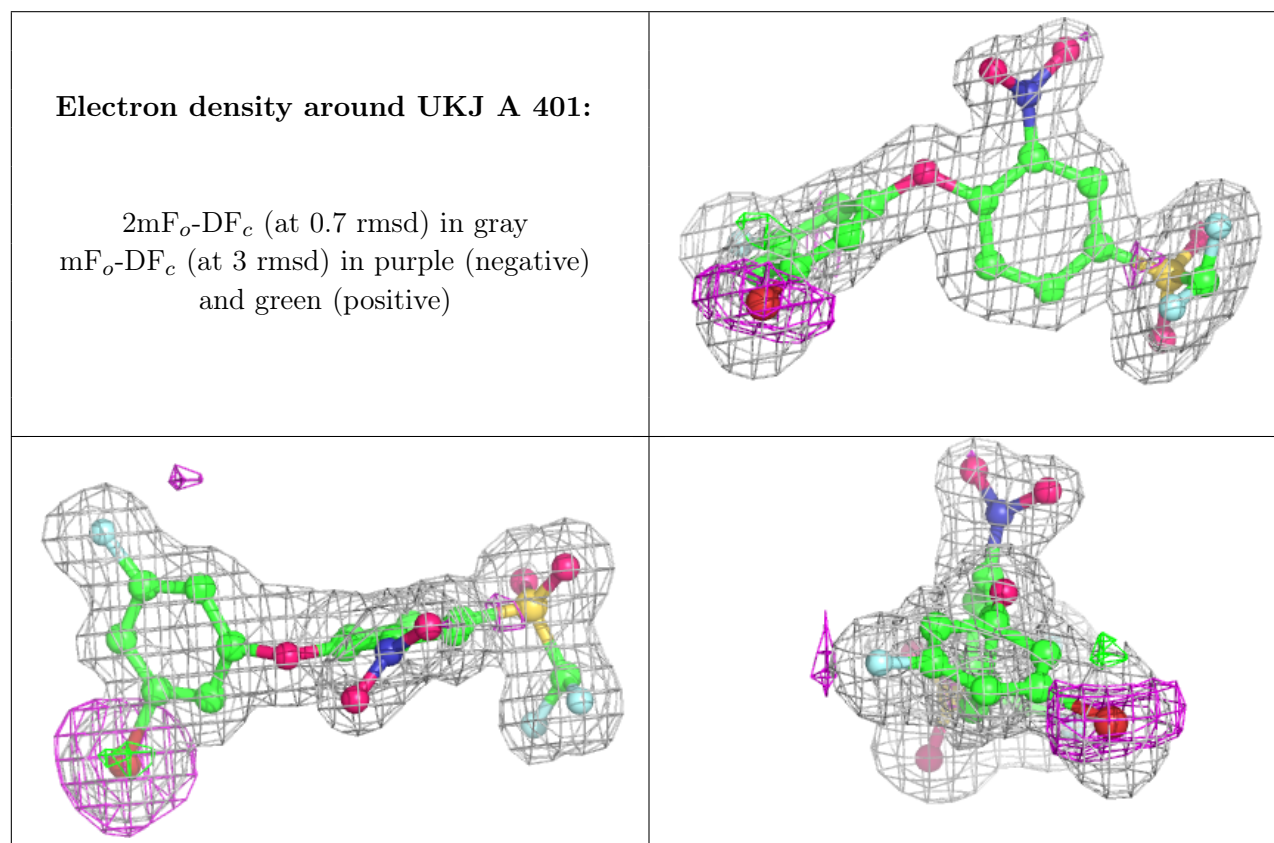 Electron density around UKJ A 401:
2mFₒ-DF𝒸 (at 0.7 rmsd) in gray
mFₒ-DF𝒸 (at 3 rmsd) in purple (negative)
and green (positive)